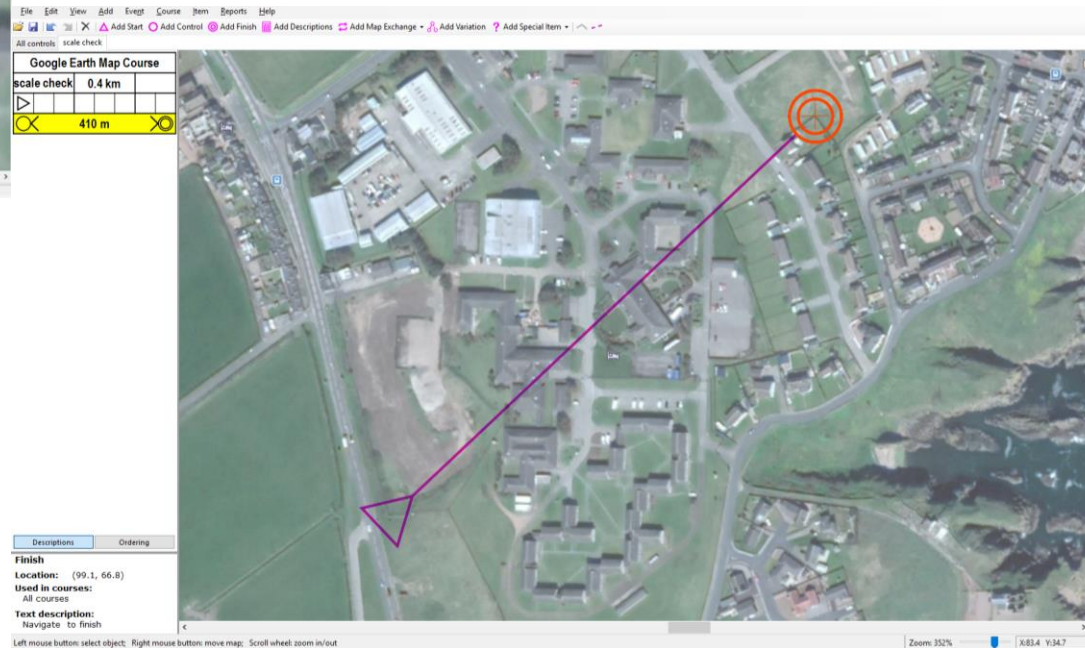 File Edit View Add Event Course Item Reports Help
Add Start Add Control Add Finish Add Descriptions Add Map Exchange Add Variation ? Add Special Item
All controls scale check
Google Earth Map Course
scale check 0.4 km
410 m
Descriptions Ordering
Finish
Location: (99.1, 66.8)
Used in courses:
All courses
Text description:
Navigate to finish
Left mouse button: select object; Right mouse button: move map; Scroll wheel: zoom in/out Zoom: 352% X:83.4 Y:34.7